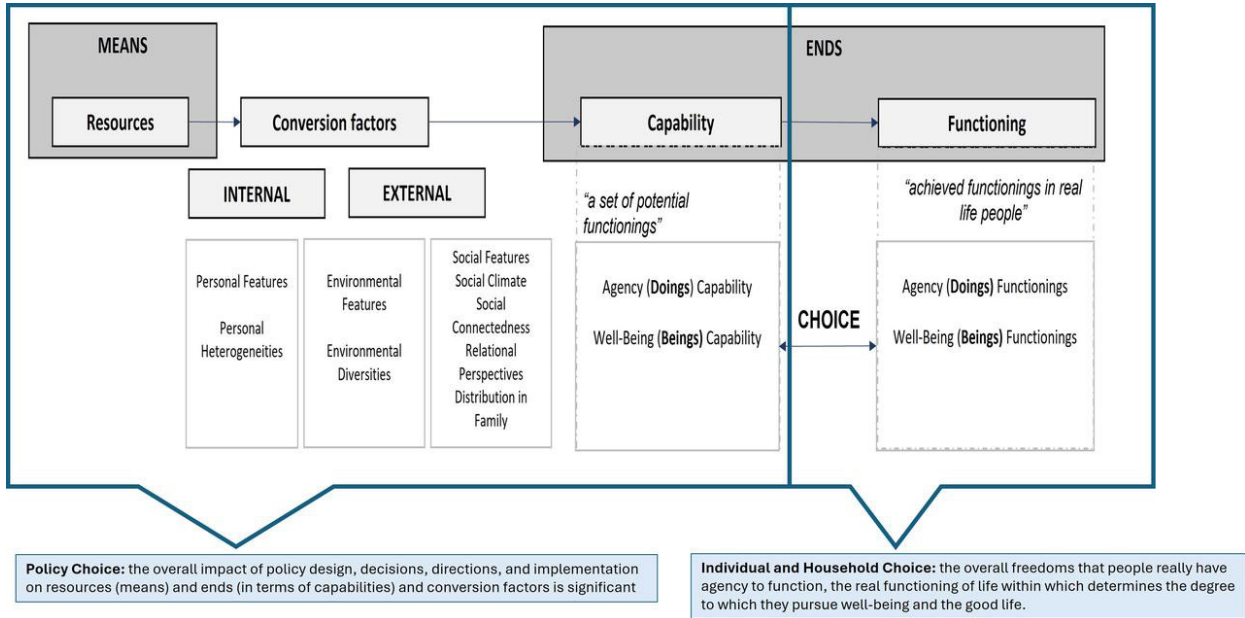 MEANS
ENDS
Resources
Conversion factors
Capability
Functioning
INTERNAL
EXTERNAL
"a set of potential
functionings"
"achieved functionings in real
life people"
Personal Features
Personal
Heterogeneities
Environmental
Features
Environmental
Diversities
Social Features
Social Climate
Social
Connectedness
Relational
Perspectives
Distribution in
Family
Agency (Doings) Capability
Well-Being (Beings) Capability
CHOICE
Agency (Doings) Functionings
Well-Being (Beings) Functionings
Policy Choice: the overall impact of policy design, decisions, directions, and implementation
on resources (means) and ends (in terms of capabilities) and conversion factors is significant
Individual and Household Choice: the overall freedoms that people really have
agency to function, the real functioning of life within which determines the degree
to which they pursue well-being and the good life.